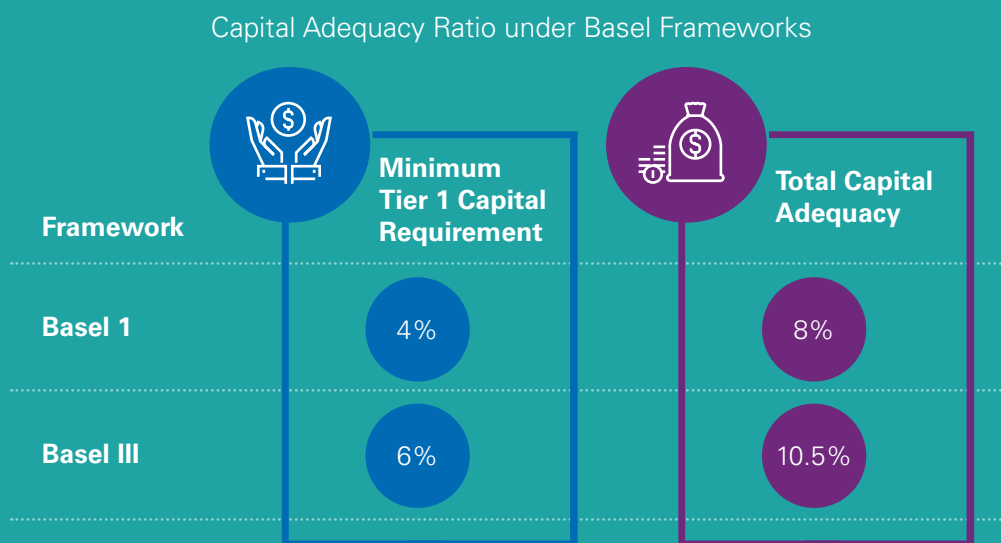 Capital Adequacy Ratio under Basel Frameworks
Framework
Minimum
Tier 1 Capital
Requirement
Total Capital
Adequacy
Basel 1
4%
8%
Basel III
6%
10.5%